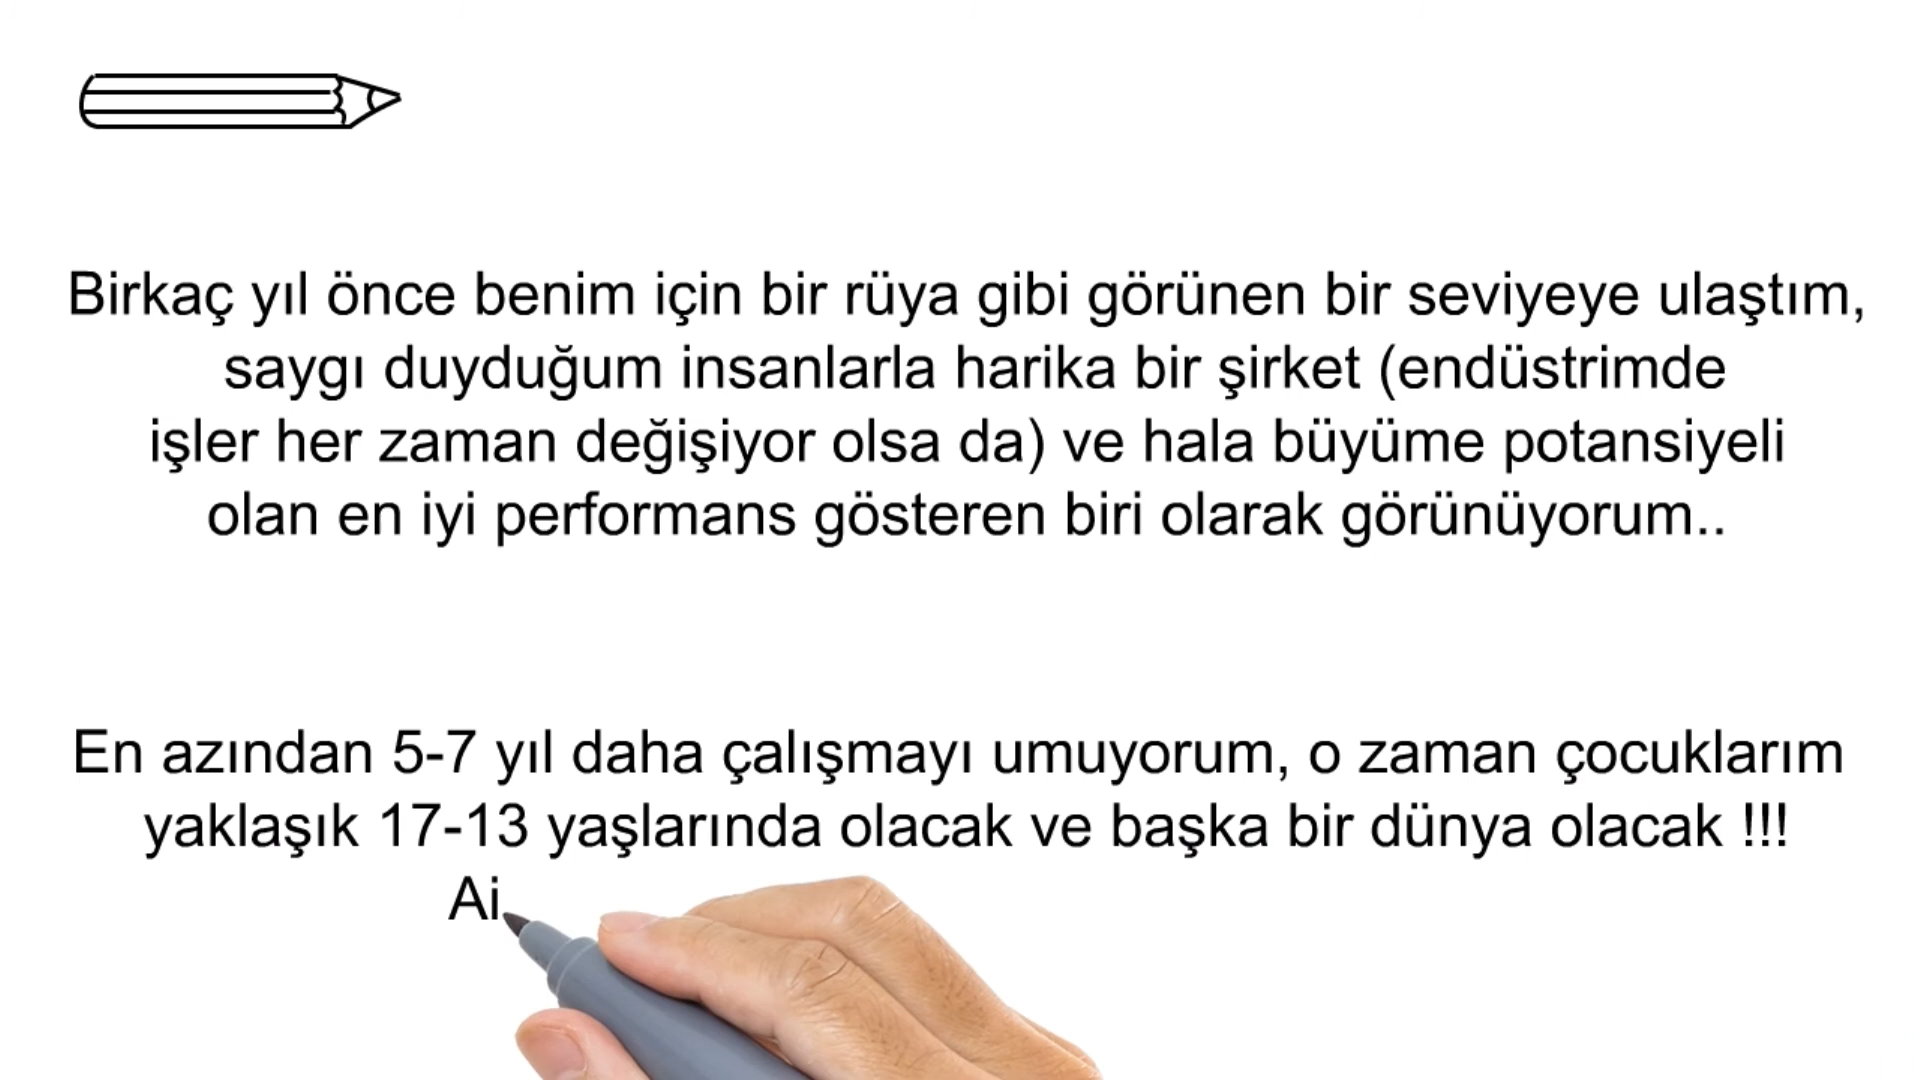 Birkaç yıl önce benim için bir rüya gibi görünen bir seviyeye ulaştım,
saygı duyduğum insanlarla harika bir şirket (endüstrimde
işler her zaman değişiyor olsa da) ve hala büyüme potansiyeli
olan en iyi performans gösteren biri olarak görünüyorum..
En azından 5-7 yıl daha çalışmayı umuyorum, o zaman çocuklarım
yaklaşık 17-13 yaşlarında olacak ve başka bir dünya olacak !!!
Ai